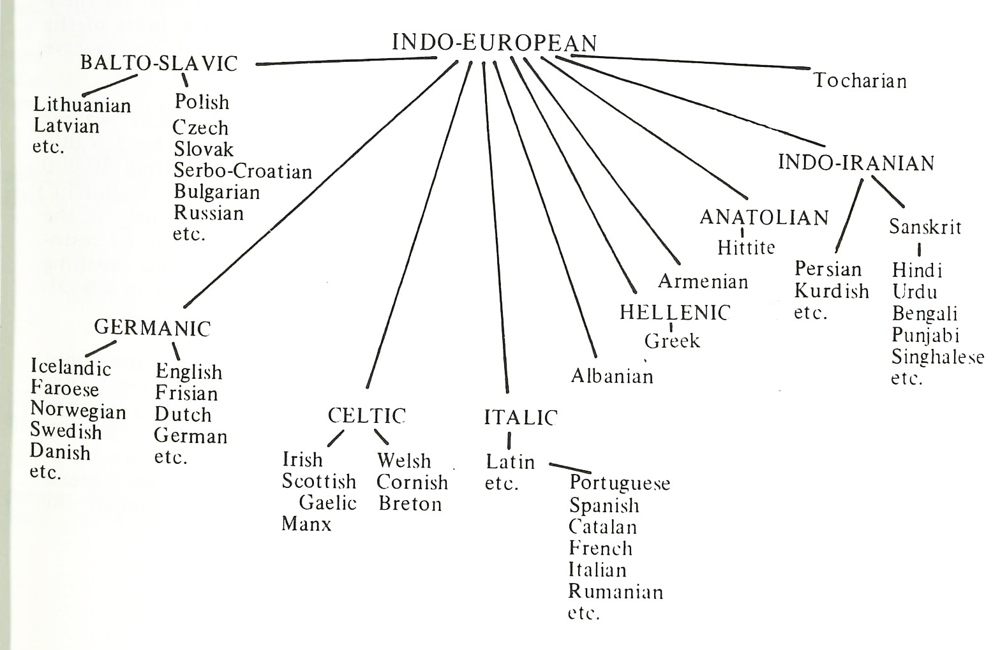 INDO-EUROPEAN
BALTO-SLAVIC
Lithuanian
Latvian
etc.
Polish
Czech
Slovak
Serbo-Croatian
Bulgarian
Russian
etc.
GERMANIC
Icelandic
Faroese
Norwegian
Swedish
Danish
etc.
English
Frisian
Dutch
German
etc.
CELTIC
Irish
Scottish
Gaelic
Manx
Welsh
Cornish
Breton
ITALIC
Latin
etc.
Portuguese
Spanish
Catalan
French
Italian
Rumanian
etc.
Albanian
HELLENIC
Greek
Armenian
ANATOLIAN
Hittite
INDO-IRANIAN
Persian
Kurdish
etc.
Sanskrit
Hindi
Urdu
Bengali
Punjabi
Singhalese
etc.
Tocharian